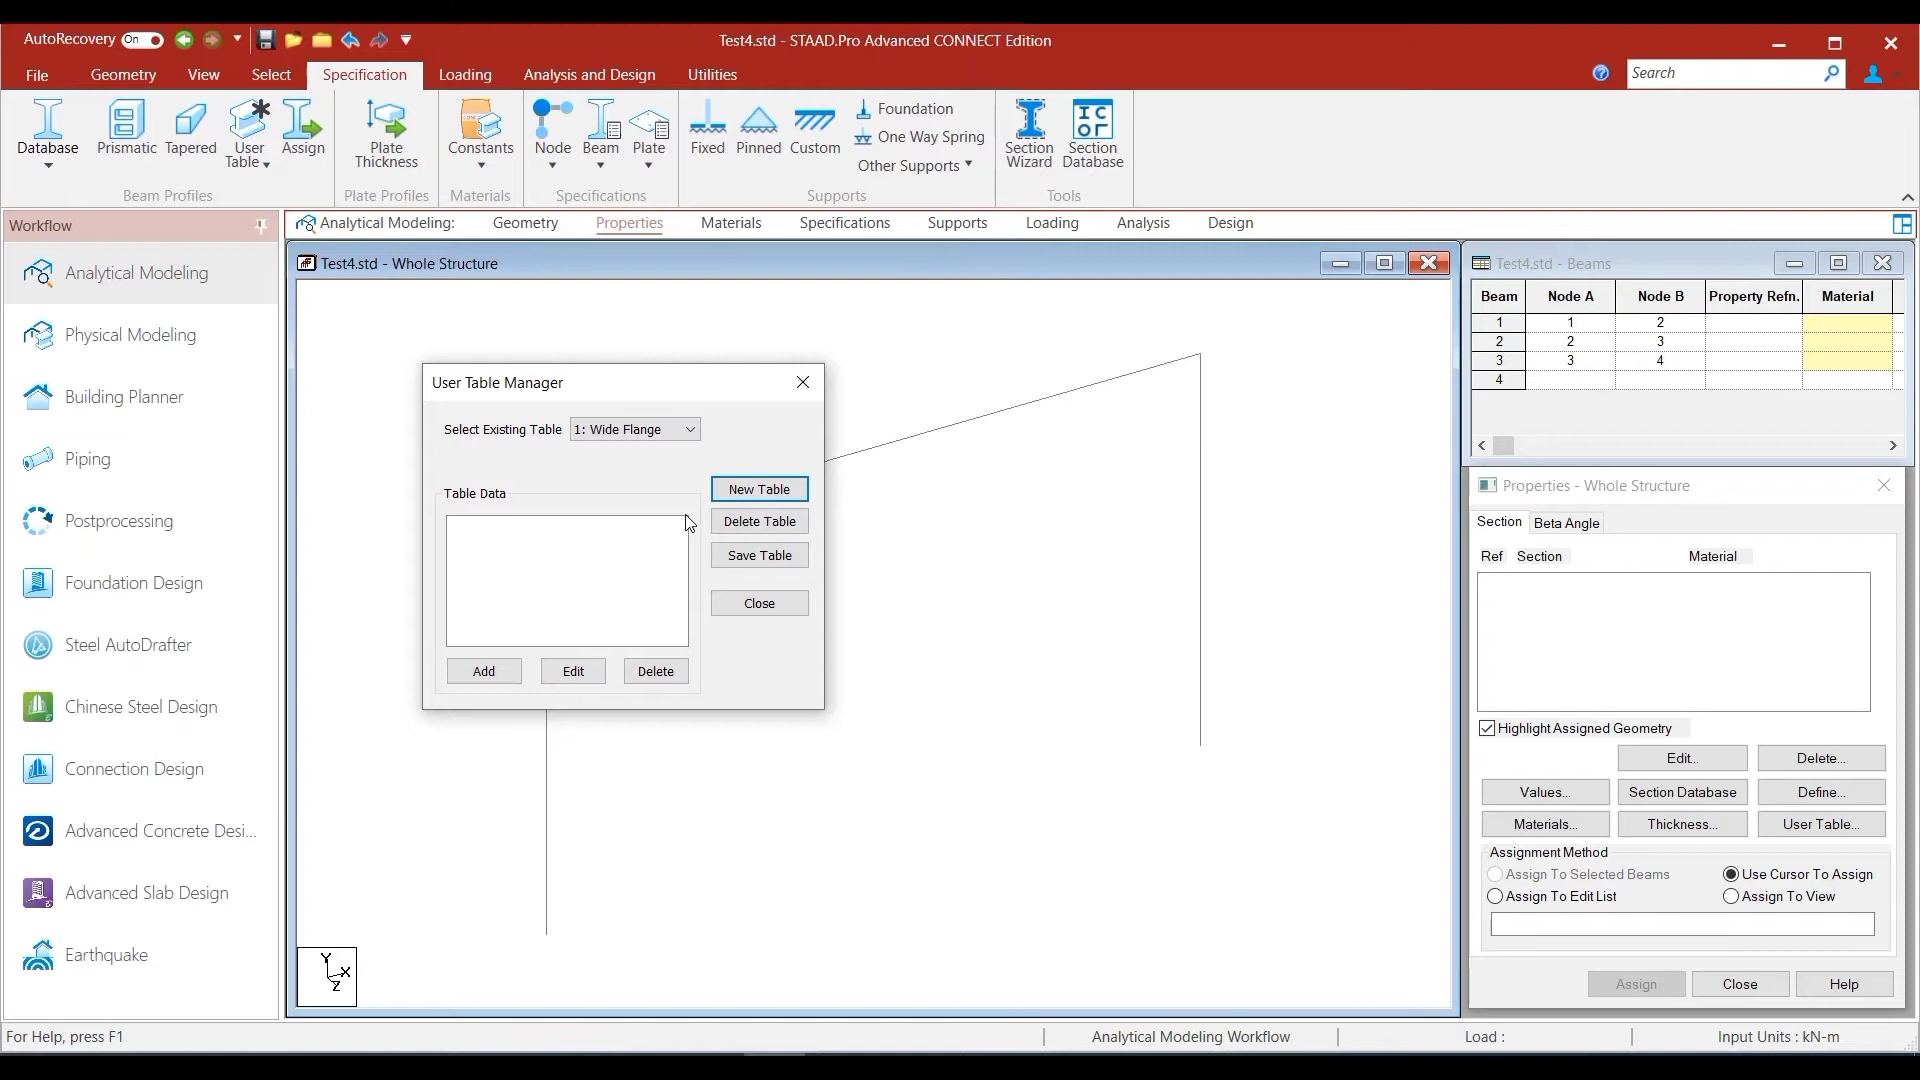 AutoRecovery On
Test4.std - STAAD.Pro Advanced CONNECT Edition
File Geometry View Select Specification Loading Analysis and Design Utilities
Search
Database
Prismatic
Tapered
User Table
Assign
Beam Profiles
Plate Thickness
Plate Profiles
Constants
Materials
Node
Beam
Plate
Specifications
Fixed
Pinned
Custom
Foundation
One Way Spring
Other Supports
Supports
Section Wizard
Section Database
Tools
Workflow
Analytical Modeling
Physical Modeling
Building Planner
Piping
Postprocessing
Foundation Design
Steel AutoDrafter
Chinese Steel Design
Connection Design
Advanced Concrete Desi...
Advanced Slab Design
Earthquake
Analytical Modeling: Geometry Properties Materials Specifications Supports Loading Analysis Design
Test4.std - Whole Structure
User Table Manager
Select Existing Table 1: Wide Flange
Table Data
New Table
Delete Table
Save Table
Close
Add Edit Delete
Y
X
Z
Test4.std - Beams
Beam Node A Node B Property Refn. Material
1 1 2
2 2 3
3 3 4
4
Properties - Whole Structure
Section Beta Angle
Ref Section Material
Highlight Assigned Geometry
Edit... Delete...
Values... Section Database Define...
Materials... Thickness... User Table...
Assignment Method
Assign To Selected Beams Use Cursor To Assign
Assign To Edit List Assign To View
Assign Close Help
For Help, press F1
Analytical Modeling Workflow
Load :
Input Units : kN-m